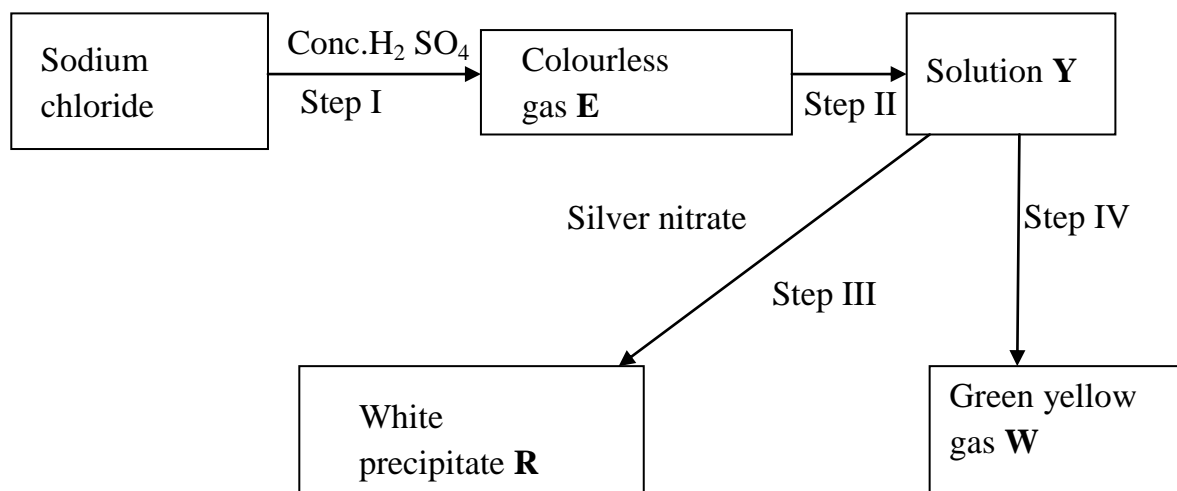 Sodium
chloride
Conc.H₂ SO₄
Step I
Colourless
gas E
Step II
Solution Y
Silver nitrate
Step III
Step IV
White
precipitate R
Green yellow
gas W